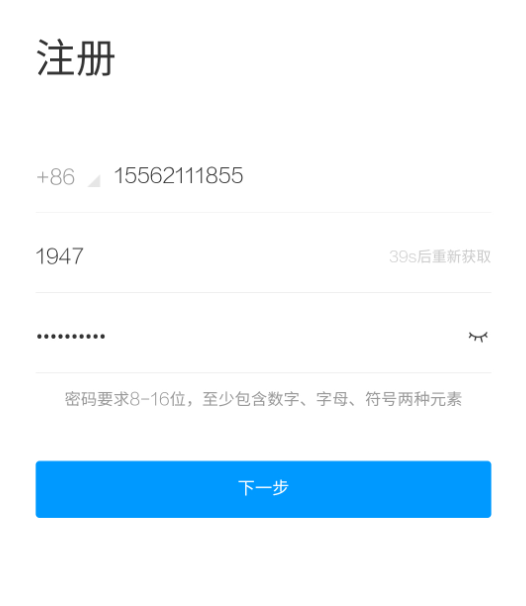 注册
+86 15562111855
1947 39s后重新获取
••••••••••
密码要求8-16位，至少包含数字、字母、符号两种元素
下一步